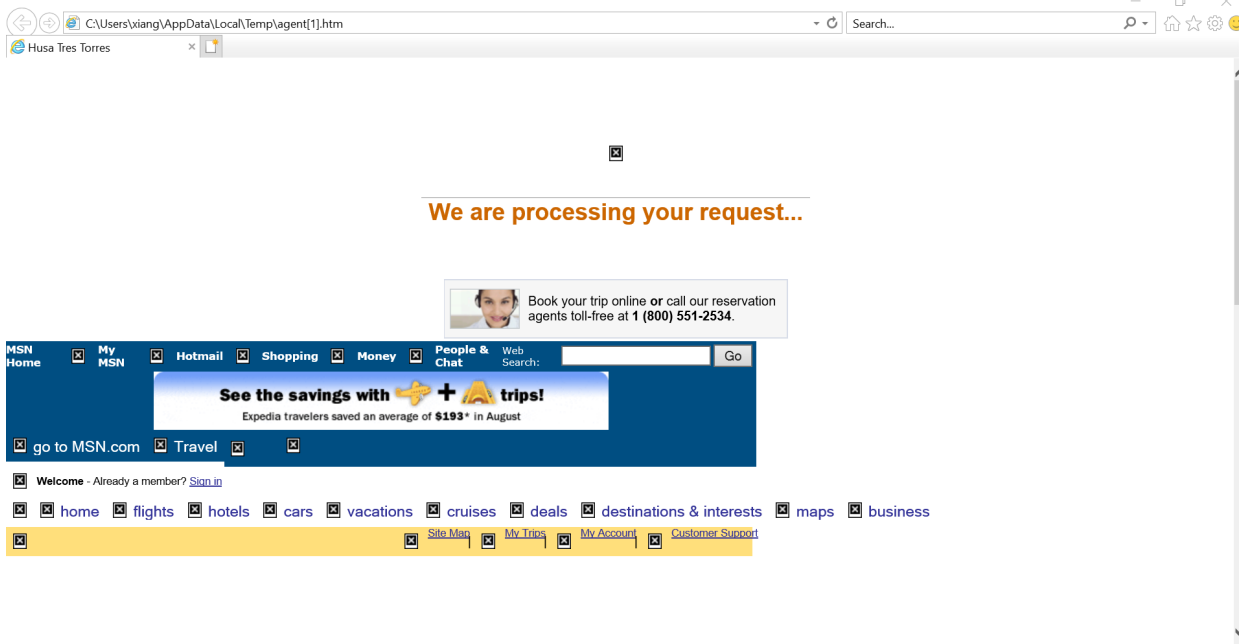 C:\Users\xiang\AppData\Local\Temp\agent[1].htm
Search...
Husa Tres Torres
We are processing your request...
Book your trip online or call our reservation
agents toll-free at 1 (800) 551-2534.
MSN Home My MSN Hotmail Shopping Money People & Chat Web Search: Go
See the savings with + trips!
Expedia travelers saved an average of $193* in August
go to MSN.com Travel
Welcome - Already a member? Sign in
home flights hotels cars vacations cruises deals destinations & interests maps business
Site Map My Trips My Account Customer Support